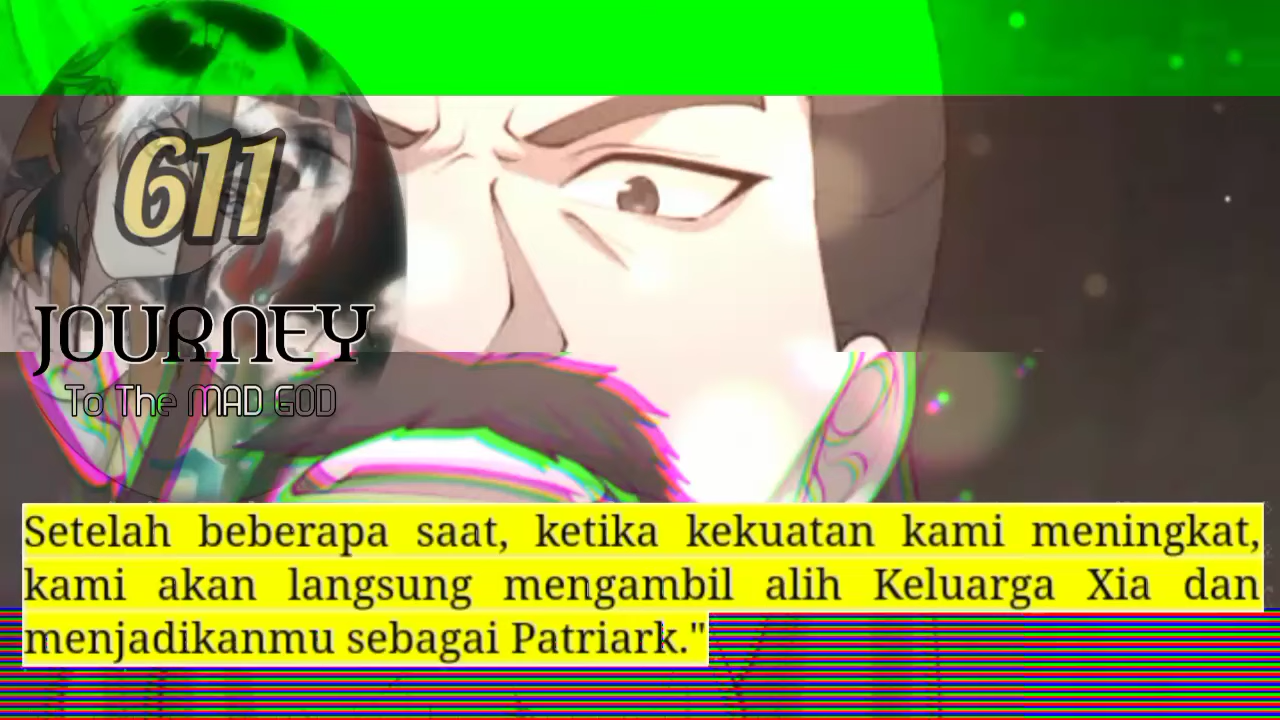 611
JOURNEY
To The MAD GOD
Setelah beberapa saat, ketika kekuatan kami meningkat,
kami akan langsung mengambil alih Keluarga Xia dan
menjadikanmu sebagai Patriark."